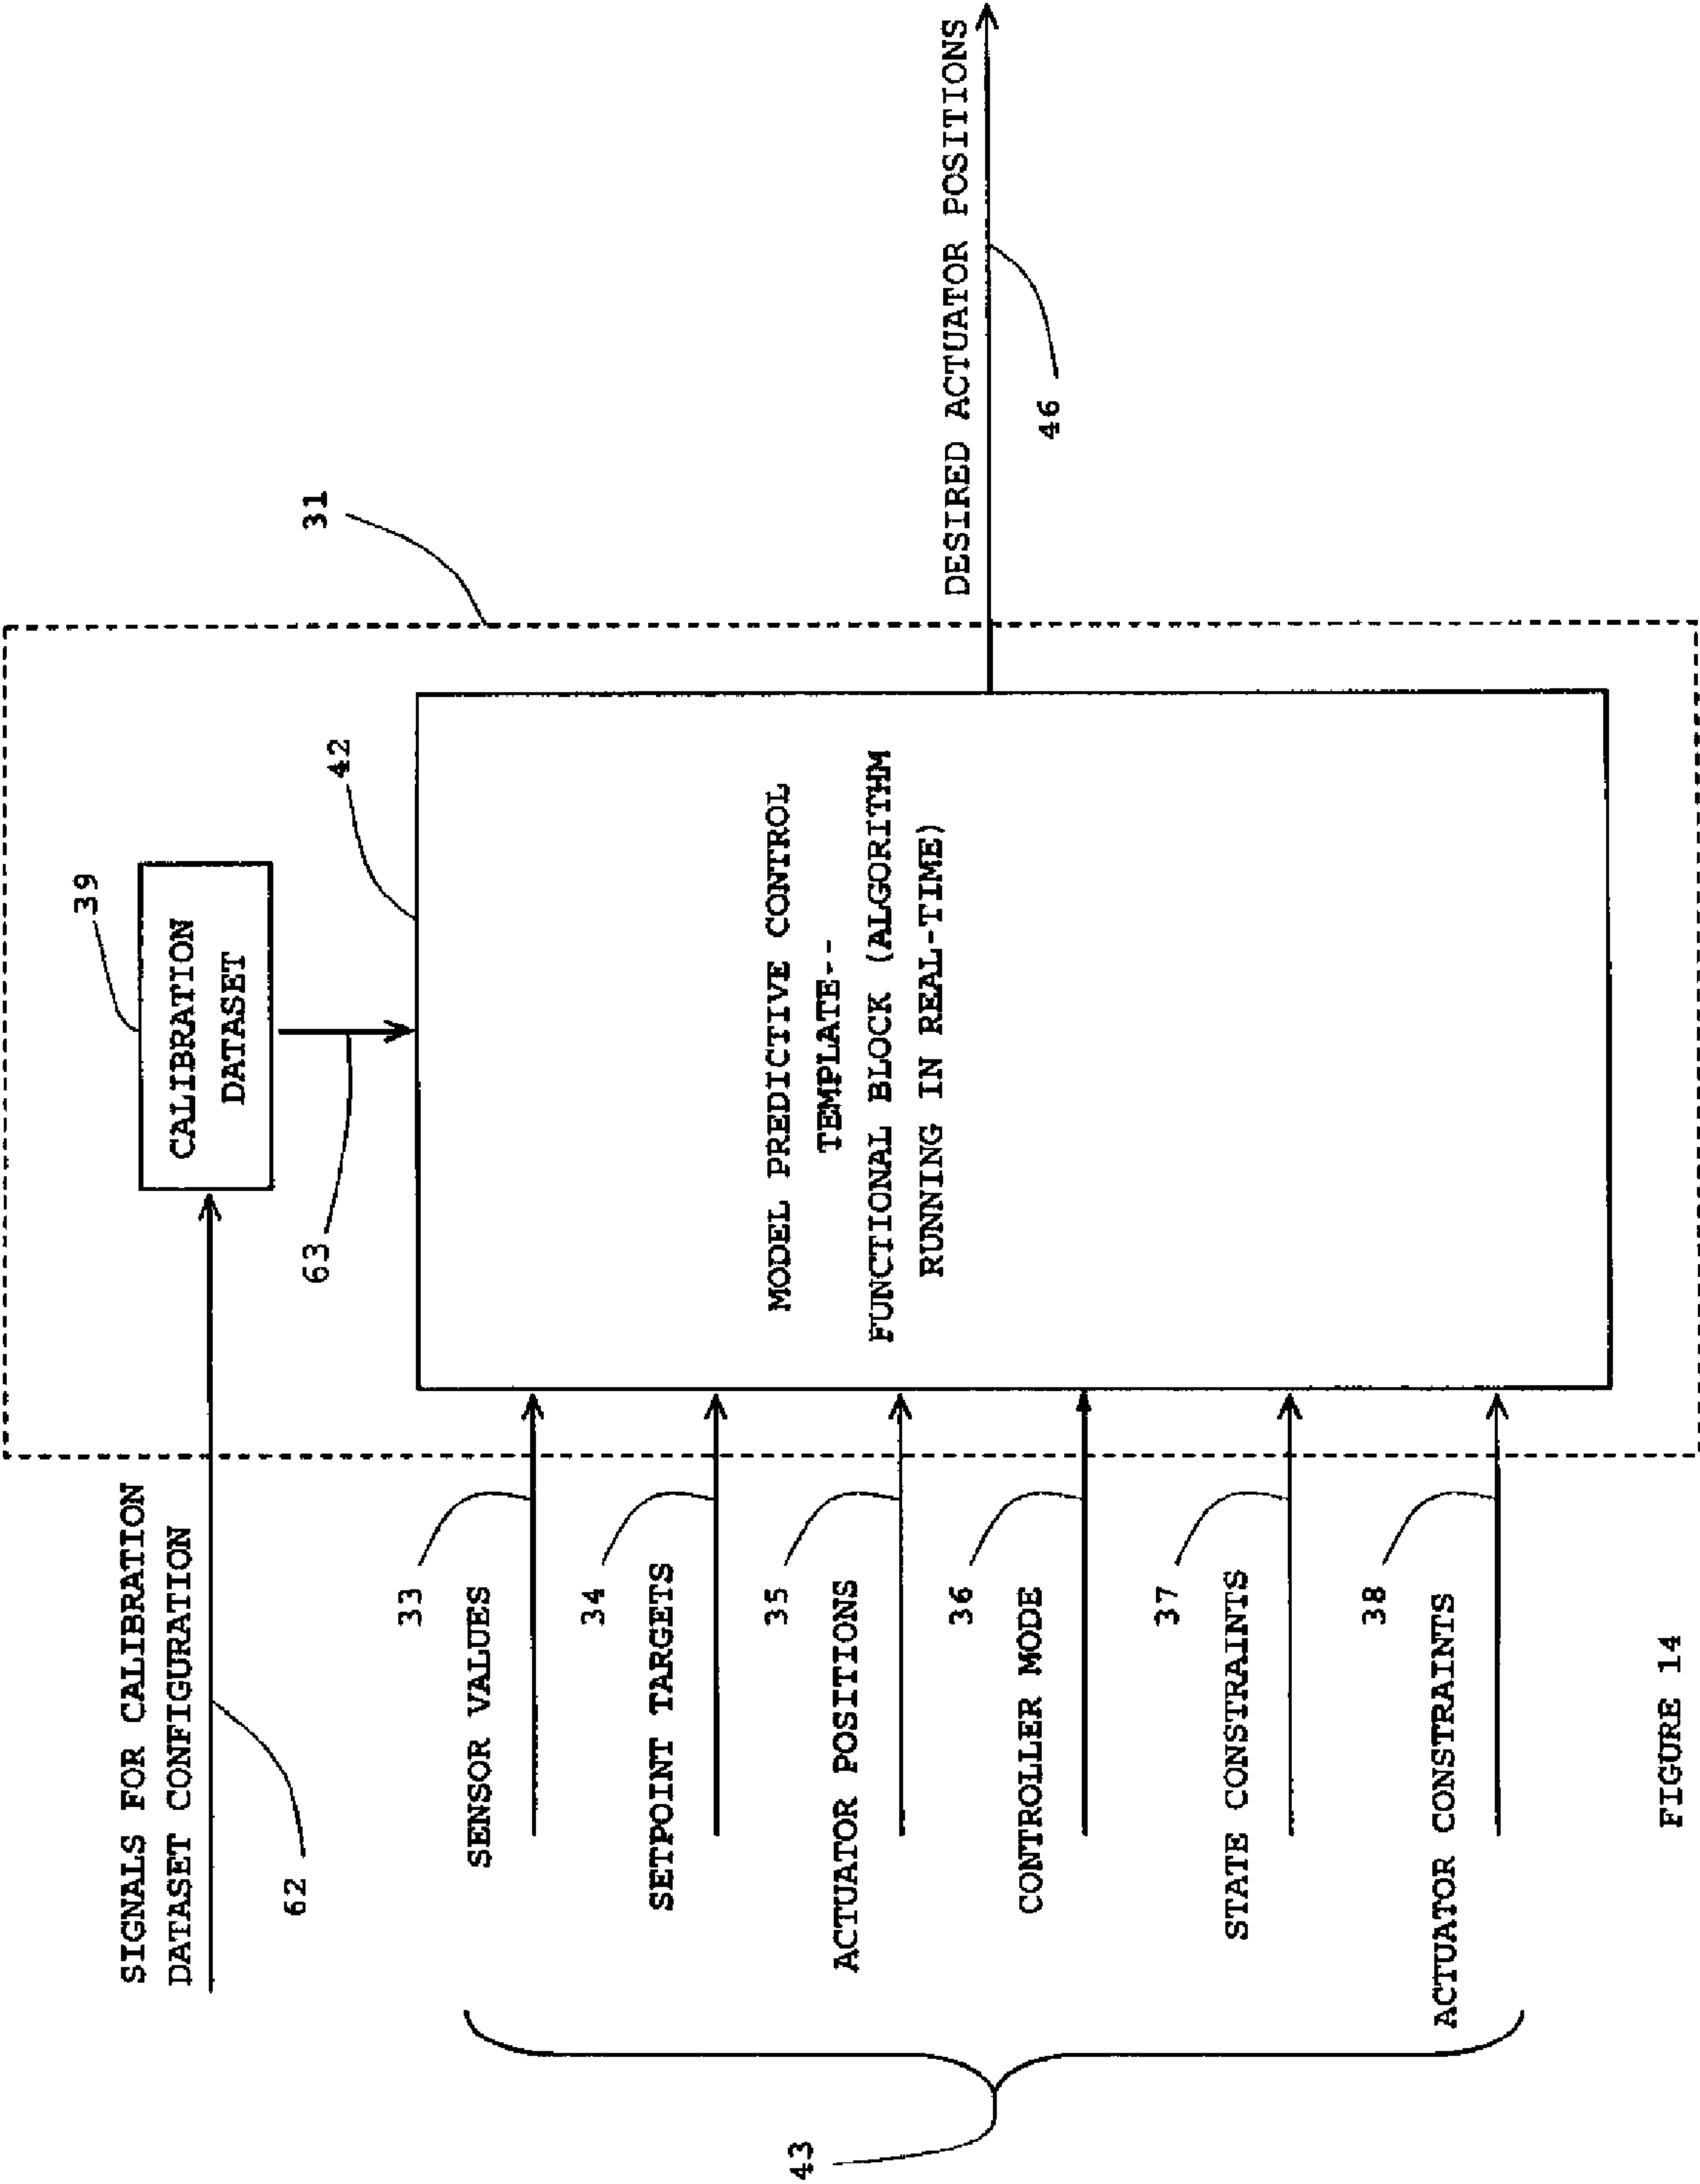 SIGNALS FOR CALIBRATION
DATASET CONFIGURATION
62
39
CALIBRATION
DATASET
63
42
31
43
SENSOR VALUES
33
SETPOINT TARGETS
34
ACTUATOR POSITIONS
35
CONTROLLER MODE
36
STATE CONSTRAINTS
37
ACTUATOR CONSTRAINTS
38
MODEL PREDICTIVE CONTROL
TEMPLATE--
FUNCTIONAL BLOCK (ALGORITHM
RUNNING IN REAL-TIME)
DESIRED ACTUATOR POSITIONS
46
FIGURE 14